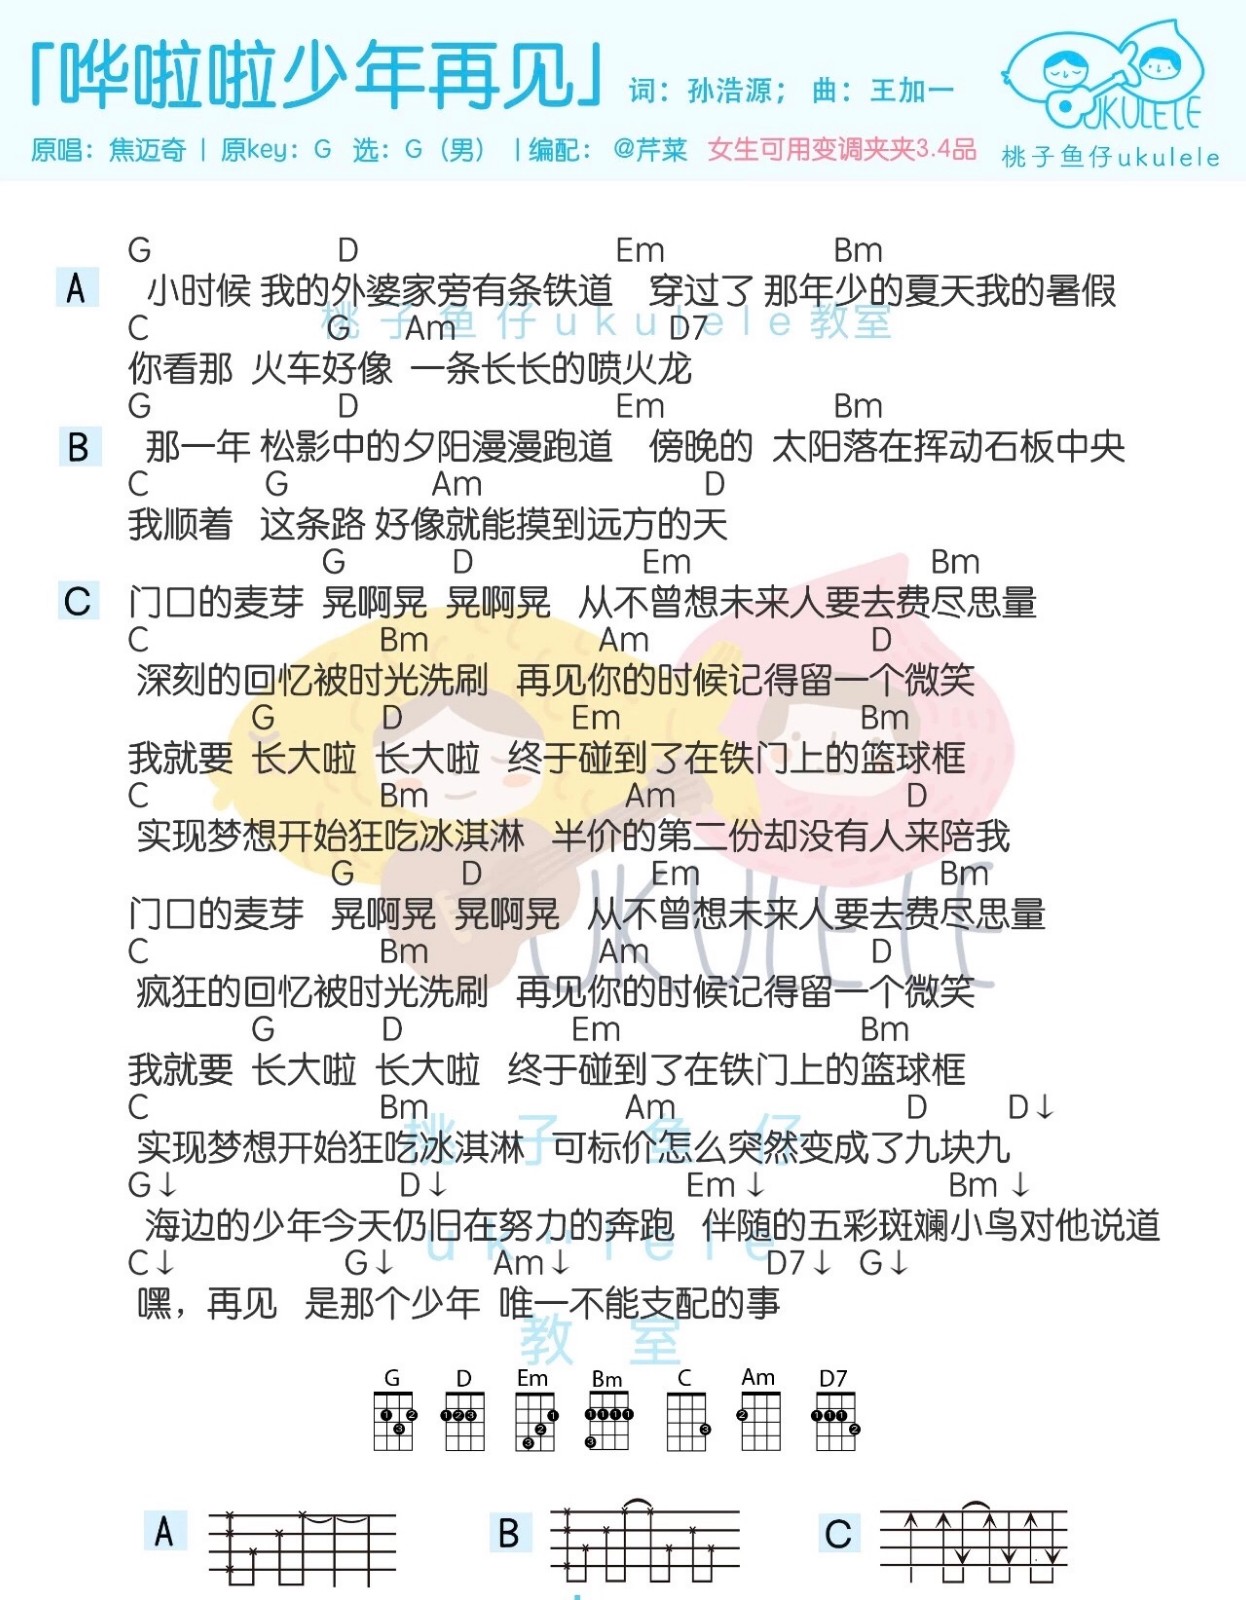 「哗啦啦少年再见」 词：孙浩源； 曲：王加一
原唱：焦迈奇 | 原key：G 选：G（男） | 编配： @芹菜 女生可用变调夹夹3.4品
UKULELE
桃子鱼仔ukulele
G D Em Bm
A 小时候 我的外婆家旁有条铁道 穿过了 那年少的夏天我的暑假
桃子鱼仔ukulele教室
C G Am D7
你看那 火车好像 一条长长的喷火龙
G D Em Bm
B 那一年 松影中的夕阳漫漫跑道 傍晚的 太阳落在挥动石板中央
C G Am D
我顺着 这条路 好像就能摸到远方的天
G D Em Bm
C 门口的麦芽 晃啊晃 晃啊晃 从不曾想未来人要去费尽思量
C Bm Am D
深刻的回忆被时光洗刷 再见你的时候记得留一个微笑
G D Em Bm
我就要 长大啦 长大啦 终于碰到了在铁门上的篮球框
C Bm Am D
实现梦想开始狂吃冰淇淋 半价的第二份却没有人来陪我
G D Em Bm
门口的麦芽 晃啊晃 晃啊晃 从不曾想未来人要去费尽思量
UKULELE
C Bm Am D
疯狂的回忆被时光洗刷 再见你的时候记得留一个微笑
G D Em Bm
我就要 长大啦 长大啦 终于碰到了在铁门上的篮球框
C Bm Am D D↓
桃子鱼仔
实现梦想开始狂吃冰淇淋 可标价怎么突然变成了九块九
G↓ D↓ Em↓ Bm↓
海边的少年今天仍旧在努力的奔跑 伴随的五彩斑斓小鸟对他说道
C↓ G↓ Am↓ D7↓ G↓
嘿，再见 是那个少年 唯一不能支配的事
教室
G D Em Bm C Am D7
A B C